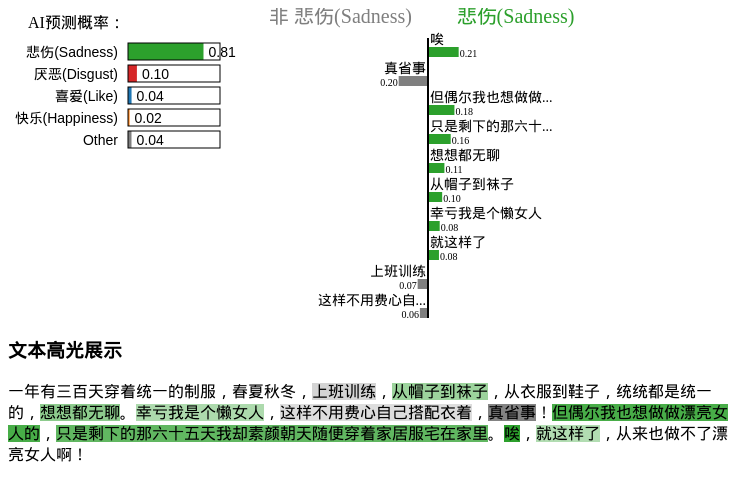 AI预测概率：
悲伤(Sadness) 0.81
厌恶(Disgust) 0.10
喜爱(Like) 0.04
快乐(Happiness) 0.02
Other 0.04
非 悲伤(Sadness) 悲伤(Sadness)
唉
0.21
真省事
0.20
但偶尔我也想做做...
0.18
只是剩下的那六十...
0.16
想想都无聊
0.11
从帽子到袜子
0.10
幸亏我是个懒女人
0.08
就这样了
0.08
上班训练
0.07
这样不用费心自...
0.06
文本高光展示
一年有三百天穿着统一的制服，春夏秋冬，上班训练，从帽子到袜子，从衣服到鞋子，统统都是统一
的，想想都无聊。幸亏我是个懒女人，这样不用费心自己搭配衣着，真省事！但偶尔我也想做做漂亮女
人的，只是剩下的那六十五天我却素颜朝天随便穿着家居服宅在家里。唉，就这样了，从来也做不了漂
亮女人啊！